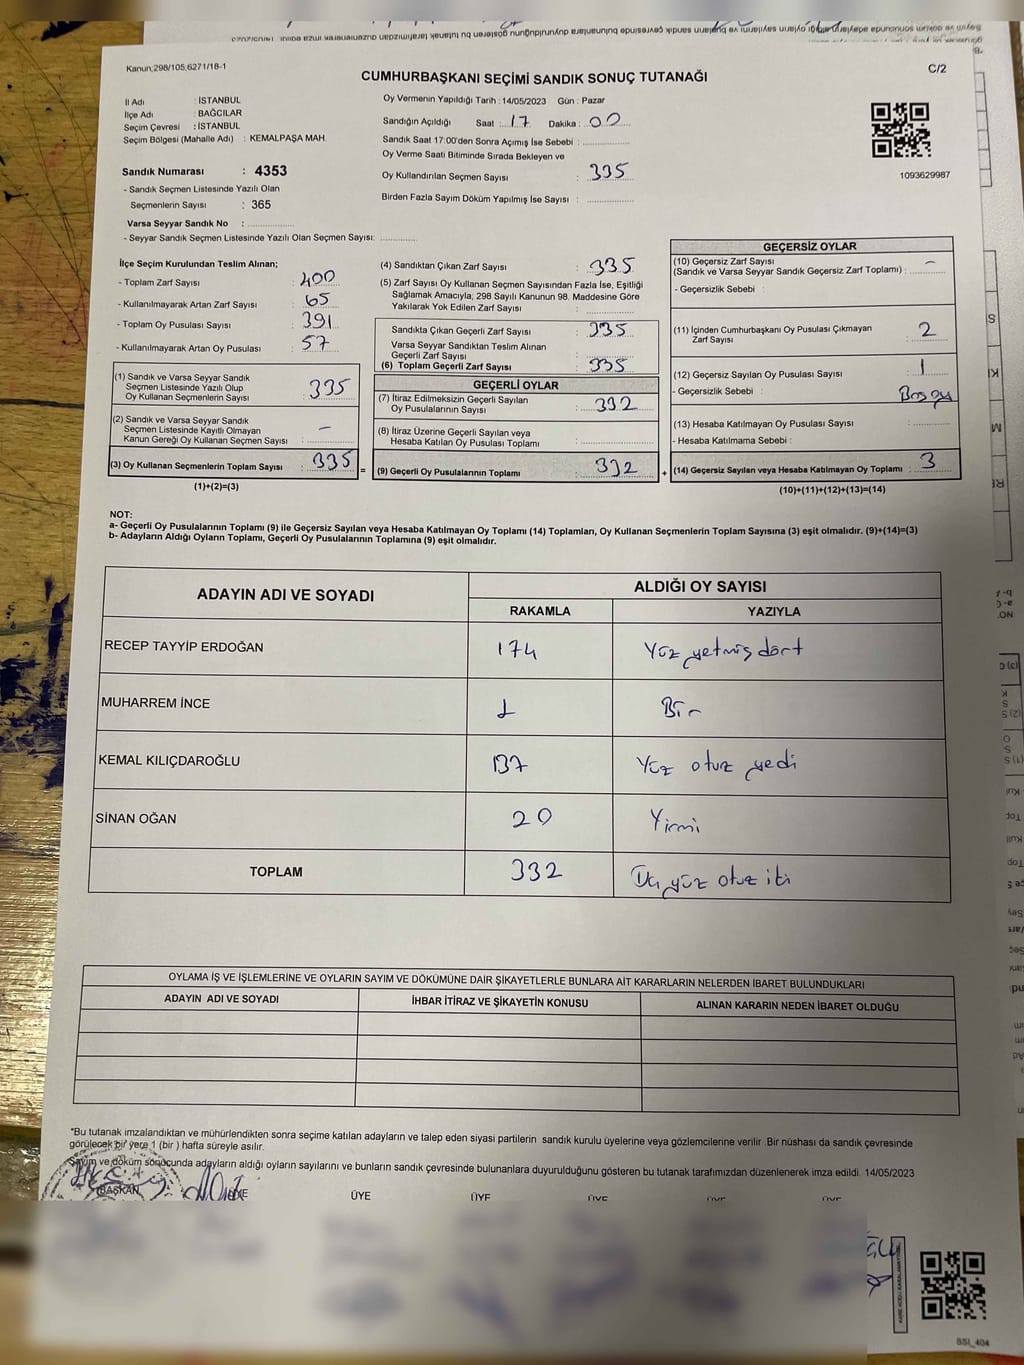 Kanun:298/105,6271/18-1
CUMHURBAŞKANI SEÇİMİ SANDIK SONUÇ TUTANAĞI
C/2
İl Adı : İSTANBUL
İlçe Adı : BAĞCILAR
Seçim Çevresi : İSTANBUL
Seçim Bölgesi (Mahalle Adı) : KEMALPAŞA MAH.
Sandık Numarası : 4353
- Sandık Seçmen Listesinde Yazılı Olan
Seçmenlerin Sayısı : 365
Varsa Seyyar Sandık No :
- Seyyar Sandık Seçmen Listesinde Yazılı Olan Seçmen Sayısı:
Oy Vermenin Yapıldığı Tarih : 14/05/2023 Gün : Pazar
Sandığın Açıldığı Saat : 17 Dakika : 00
Sandık Saat 17:00'den Sonra Açımış İse Sebebi :
Oy Verme Saati Bitiminde Sırada Bekleyen ve
Oy Kullandırılan Seçmen Sayısı : 335
Birden Fazla Sayım Döküm Yapılmış İse Sayısı :
1093629987
İlçe Seçim Kurulundan Teslim Alınan;
- Toplam Zarf Sayısı : 400
- Kullanılmayarak Artan Zarf Sayısı : 65
- Toplam Oy Pusulası Sayısı : 391
- Kullanılmayarak Artan Oy Pusulası : 57
(1) Sandık ve Varsa Seyyar Sandık
Seçmen Listesinde Yazılı Olup
Oy Kullanan Seçmenlerin Sayısı : 335
(2) Sandık ve Varsa Seyyar Sandık
Seçmen Listesinde Kayıtlı Olmayan
Kanun Gereği Oy Kullanan Seçmen Sayısı : -
(3) Oy Kullanan Seçmenlerin Toplam Sayısı : 335 =
(1)+(2)=(3)
(4) Sandıktan Çıkan Zarf Sayısı : 335
(5) Zarf Sayısı Oy Kullanan Seçmen Sayısından Fazla İse, Eşitliği
Sağlamak Amacıyla; 298 Sayılı Kanunun 98. Maddesine Göre
Yakılarak Yok Edilen Zarf Sayısı :
Sandıkta Çıkan Geçerli Zarf Sayısı : 335
Varsa Seyyar Sandıktan Teslim Alınan
Geçerli Zarf Sayısı :
(6) Toplam Geçerli Zarf Sayısı : 335
GEÇERLİ OYLAR
(7) İtiraz Edilmeksizin Geçerli Sayılan
Oy Pusulalarının Sayısı : 332
(8) İtiraz Üzerine Geçerli Sayılan veya
Hesaba Katılan Oy Pusulası Toplamı :
(9) Geçerli Oy Pusulalarının Toplamı : 332 +
GEÇERSİZ OYLAR
(10) Geçersiz Zarf Sayısı
(Sandık ve Varsa Seyyar Sandık Geçersiz Zarf Toplamı) : -
- Geçersizlik Sebebi :
(11) İçinden Cumhurbaşkanı Oy Pusulası Çıkmayan
Zarf Sayısı : 2
(12) Geçersiz Sayılan Oy Pusulası Sayısı : 1
- Geçersizlik Sebebi : Boş oy
(13) Hesaba Katılmayan Oy Pusulası Sayısı :
- Hesaba Katılmama Sebebi :
(14) Geçersiz Sayılan veya Hesaba Katılmayan Oy Toplamı : 3
(10)+(11)+(12)+(13)=(14)
NOT:
a- Geçerli Oy Pusulalarının Toplamı (9) ile Geçersiz Sayılan veya Hesaba Katılmayan Oy Toplamı (14) Toplamları, Oy Kullanan Seçmenlerin Toplam Sayısına (3) eşit olmalıdır. (9)+(14)=(3)
b- Adayların Aldığı Oyların Toplamı, Geçerli Oy Pusulalarının Toplamına (9) eşit olmalıdır.
ADAYIN ADI VE SOYADI
ALDIĞI OY SAYISI
RAKAMLA YAZIYLA
RECEP TAYYİP ERDOĞAN 174 Yüz yetmiş dört
MUHARREM İNCE 1 Bir
KEMAL KILIÇDAROĞLU 137 Yüz otuz yedi
SİNAN OĞAN 20 Yirmi
TOPLAM 332 Üç yüz otuz iki
OYLAMA İŞ VE İŞLEMLERİNE VE OYLARIN SAYIM VE DÖKÜMÜNE DAİR ŞİKAYETLERLE BUNLARA AİT KARARLARIN NELERDEN İBARET BULUNDUKLARI
ADAYIN ADI VE SOYADI İHBAR İTİRAZ VE ŞİKAYETİN KONUSU ALINAN KARARIN NEDEN İBARET OLDUĞU
*Bu tutanak imzalandıktan ve mühürlendikten sonra seçime katılan adayların ve talep eden siyasi partilerin sandık kurulu üyelerine veya gözlemcilerine verilir. Bir nüshası da sandık çevresinde
görülecek bir yere 1 (bir ) hafta süreyle asılır.
Sayım ve döküm sonucunda adayların aldığı oyların sayılarını ve bunların sandık çevresinde bulunanlara duyurulduğunu gösteren bu tutanak tarafımızdan düzenlenerek imza edildi. 14/05/2023
BAŞKAN ÜYE ÜYE ÜYE ÜYE ÜYE